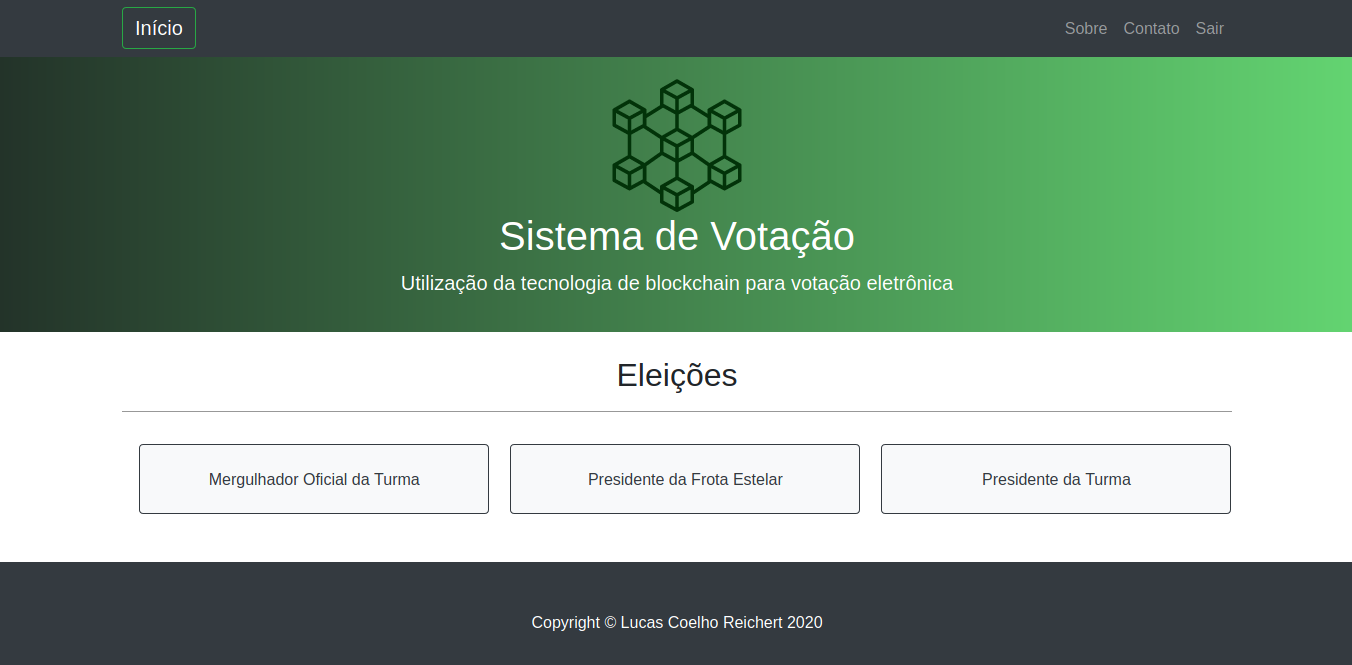 Início
Sobre Contato Sair
Sistema de Votação
Utilização da tecnologia de blockchain para votação eletrônica
Eleições
Mergulhador Oficial da Turma
Presidente da Frota Estelar
Presidente da Turma
Copyright © Lucas Coelho Reichert 2020